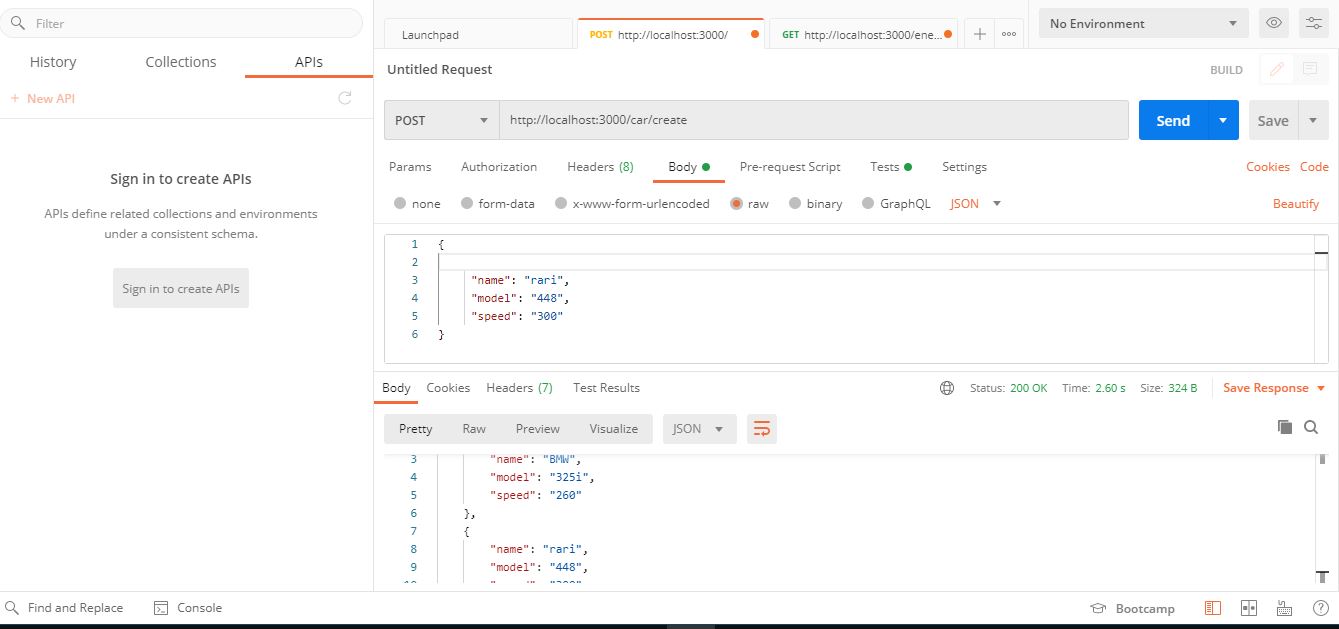 Filter
History Collections APIs
+ New API
Sign in to create APIs
APIs define related collections and environments
under a consistent schema.
Sign in to create APIs
Launchpad POST http://localhost:3000/ GET http://localhost:3000/ene... + ooo No Environment
Untitled Request BUILD
POST http://localhost:3000/car/create Send Save
Params Authorization Headers (8) Body Pre-request Script Tests Settings Cookies Code
none form-data x-www-form-urlencoded raw binary GraphQL JSON Beautify
1 {
2
3 "name": "rari",
4 "model": "448",
5 "speed": "300"
6 }
Body Cookies Headers (7) Test Results Status: 200 OK Time: 2.60 s Size: 324 B Save Response
Pretty Raw Preview Visualize JSON
3 "name": "BMW",
4 "model": "325i",
5 "speed": "260"
6 },
7 {
8 "name": "rari",
9 "model": "448",
Find and Replace Console Bootcamp